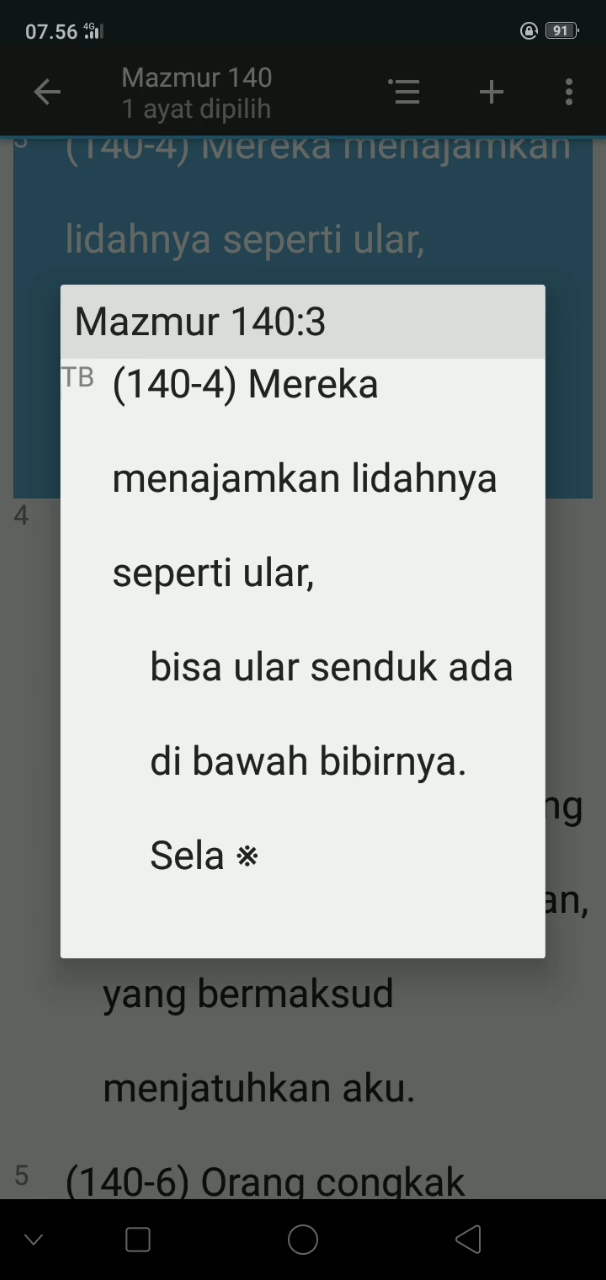 07.56 4G 91
Mazmur 140
1 ayat dipilih
(140-4) Mereka menajamkan
lidahnya seperti ular,
Mazmur 140:3
TB (140-4) Mereka
menajamkan lidahnya
seperti ular,
bisa ular senduk ada
di bawah bibirnya.
Sela ※
4
ng
an,
yang bermaksud
menjatuhkan aku.
5 (140-6) Orang congkak